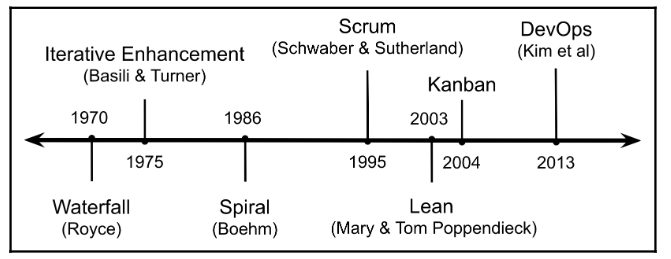 Scrum
(Schwaber & Sutherland)
DevOps
(Kim et al)
Iterative Enhancement
(Basili & Turner)
Kanban
1970
1986
2003
1975
1995
2004
2013
Waterfall
(Royce)
Spiral
(Boehm)
Lean
(Mary & Tom Poppendieck)